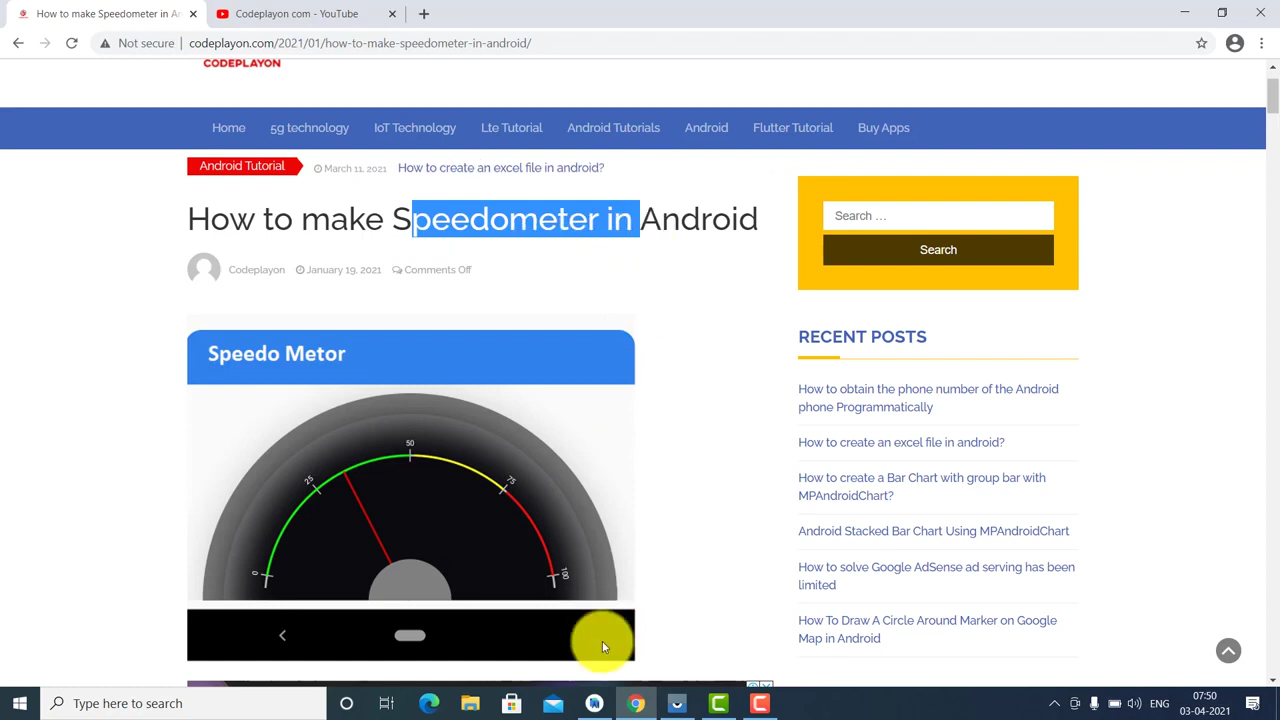 How to make Speedometer in And
Codeplayon com - YouTube
Not secure | codeplayon.com/2021/01/how-to-make-speedometer-in-android/
CODEPLAYON
Home 5g technology IoT Technology Lte Tutorial Android Tutorials Android Flutter Tutorial Buy Apps
Android Tutorial March 11, 2021 How to create an excel file in android?
How to make Speedometer in Android
Codeplayon January 19, 2021 Comments Off
Speedo Metor
0
25
50
75
100
Search …
Search
RECENT POSTS
How to obtain the phone number of the Android
phone Programmatically
How to create an excel file in android?
How to create a Bar Chart with group bar with
MPAndroidChart?
Android Stacked Bar Chart Using MPAndroidChart
How to solve Google AdSense ad serving has been
limited
How To Draw A Circle Around Marker on Google
Map in Android
Type here to search
ENG
07:50
03-04-2021